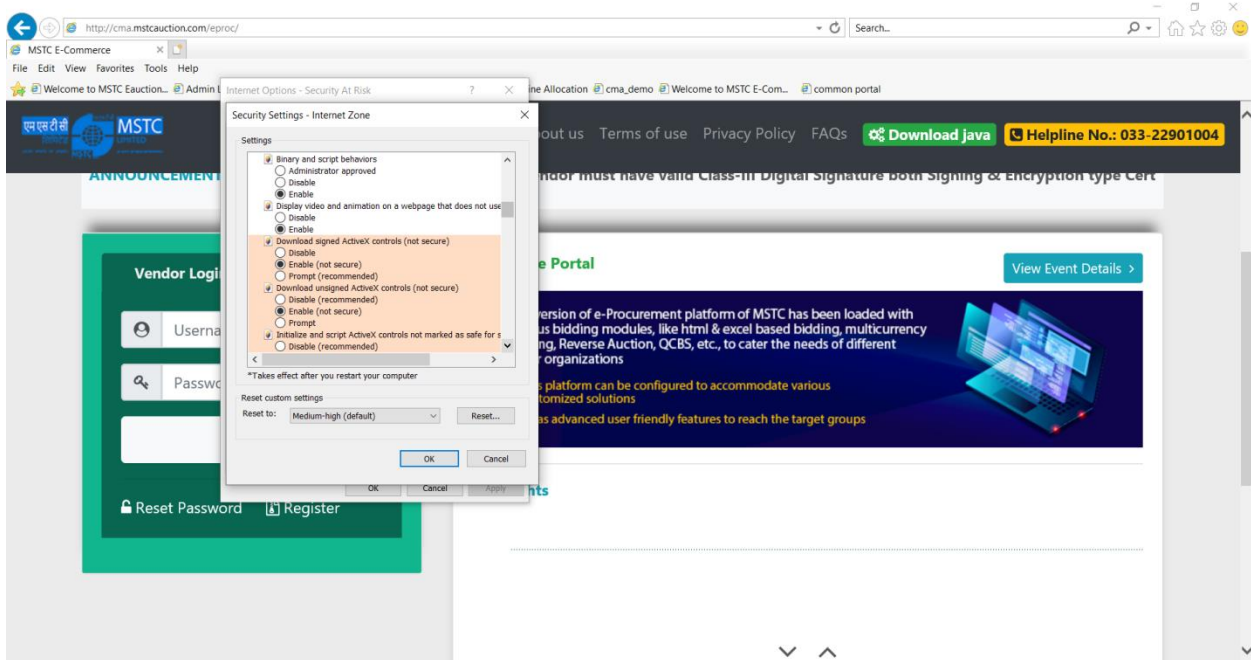 http://cma.mstcauction.com/eproc/
Search...
MSTC E-Commerce
File Edit View Favorites Tools Help
Welcome to MSTC Eauction... Admin L
ine Allocation cma_demo Welcome to MSTC E-Com... common portal
Internet Options - Security At Risk ? ×
Security Settings - Internet Zone
एम एस टी सी MSTC
LIMITED
out us Terms of use Privacy Policy FAQs Download java Helpline No.: 033-22901004
ANNOUNCEMENT
ndor must have valid Class-III Digital Signature both Signing & Encryption type Cert
Settings
Binary and script behaviors
Administrator approved
Disable
Enable
Display video and animation on a webpage that does not use
Disable
Enable
Download signed ActiveX controls (not secure)
Disable
Enable (not secure)
Prompt (recommended)
Download unsigned ActiveX controls (not secure)
Disable (recommended)
Enable (not secure)
Prompt
Initialize and script ActiveX controls not marked as safe for s
Disable (recommended)
*Takes effect after you restart your computer
Reset custom settings
Reset to: Medium-high (default) Reset...
OK Cancel
OK Cancel Apply
Vendor Logi
Userna
Passwo
Reset Password Register
e Portal
View Event Details >
version of e-Procurement platform of MSTC has been loaded with
us bidding modules, like html & excel based bidding, multicurrency
ng, Reverse Auction, QCBS, etc., to cater the needs of different
r organizations
s platform can be configured to accommodate various
tomized solutions
as advanced user friendly features to reach the target groups
nts